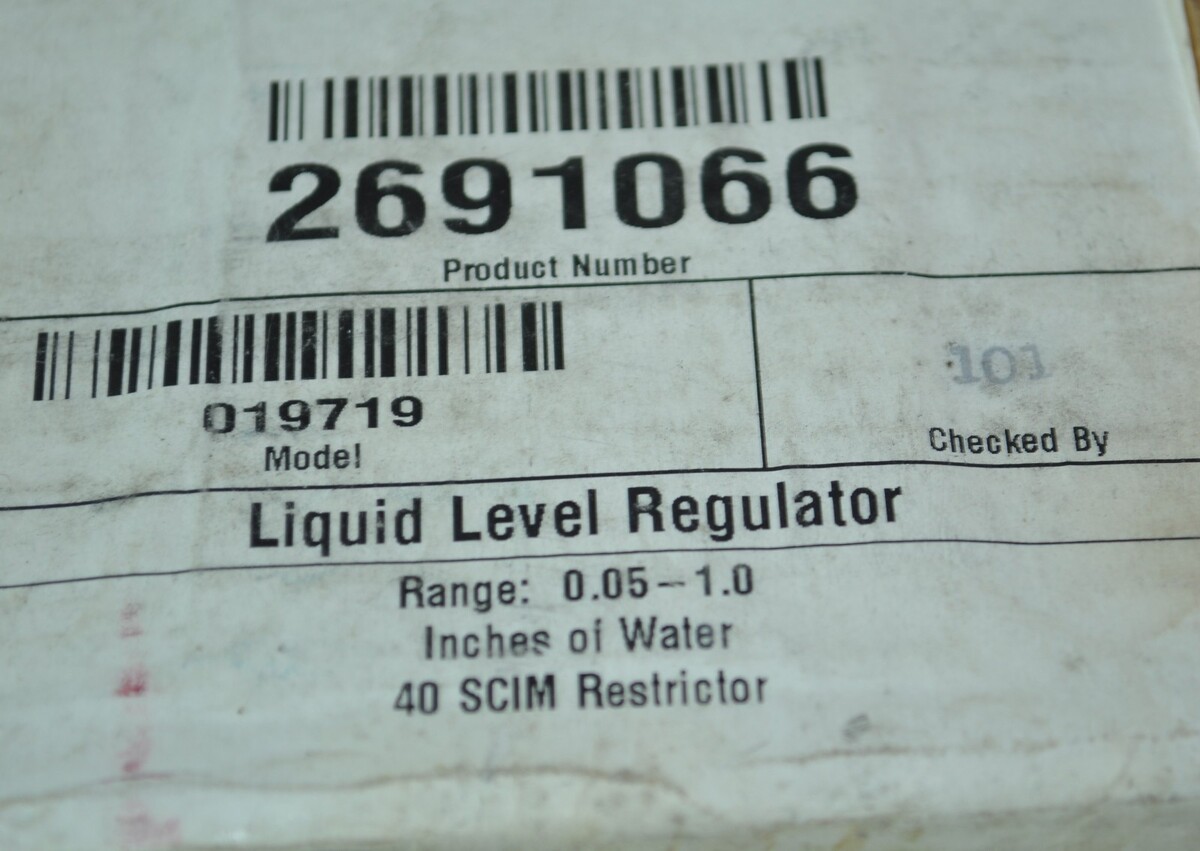 2691066
Product Number
019719
Model
101
Checked By
Liquid Level Regulator
Range: 0.05-1.0
Inches of Water
40 SCIM Restrictor